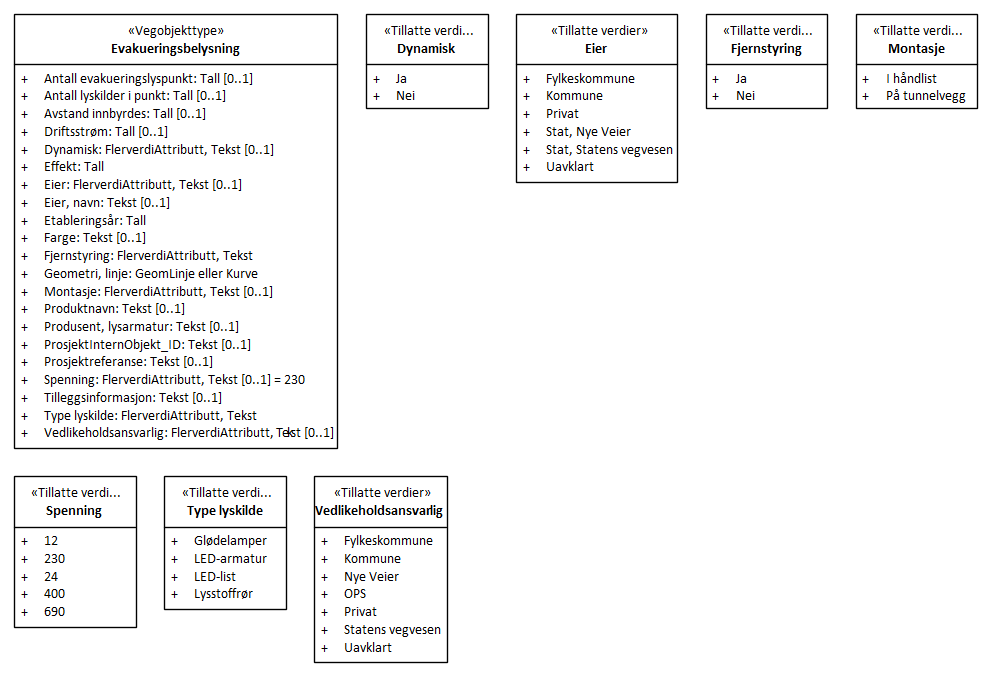 «Vegobjekttype»
Evakueringsbelysning
+ Antall evakueringslyspunkt: Tall [0..1]
+ Antall lyskilder i punkt: Tall [0..1]
+ Avstand innbyrdes: Tall [0..1]
+ Driftsstrøm: Tall [0..1]
+ Dynamisk: FlerverdiAttributt, Tekst [0..1]
+ Effekt: Tall
+ Eier: FlerverdiAttributt, Tekst [0..1]
+ Eier, navn: Tekst [0..1]
+ Etableringsår: Tall
+ Farge: Tekst [0..1]
+ Fjernstyring: FlerverdiAttributt, Tekst
+ Geometri, linje: GeomLinje eller Kurve
+ Montasje: FlerverdiAttributt, Tekst [0..1]
+ Produktnavn: Tekst [0..1]
+ Produsent, lysarmatur: Tekst [0..1]
+ ProsjektInternObjekt_ID: Tekst [0..1]
+ Prosjektreferanse: Tekst [0..1]
+ Spenning: FlerverdiAttributt, Tekst [0..1] = 230
+ Tilleggsinformasjon: Tekst [0..1]
+ Type lyskilde: FlerverdiAttributt, Tekst
+ Vedlikeholdsansvarlig: FlerverdiAttributt, Tekst [0..1]
«Tillatte verdi...
Dynamisk
+ Ja
+ Nei
«Tillatte verdier»
Eier
+ Fylkeskommune
+ Kommune
+ Privat
+ Stat, Nye Veier
+ Stat, Statens vegvesen
+ Uavklart
«Tillatte verdi...
Fjernstyring
+ Ja
+ Nei
«Tillatte verdi...
Montasje
+ I håndlist
+ På tunnelvegg
«Tillatte verdi...
Spenning
+ 12
+ 230
+ 24
+ 400
+ 690
«Tillatte verdi...
Type lyskilde
+ Glødelamper
+ LED-armatur
+ LED-list
+ Lysstoffrør
«Tillatte verdier»
Vedlikeholdsansvarlig
+ Fylkeskommune
+ Kommune
+ Nye Veier
+ OPS
+ Privat
+ Statens vegvesen
+ Uavklart